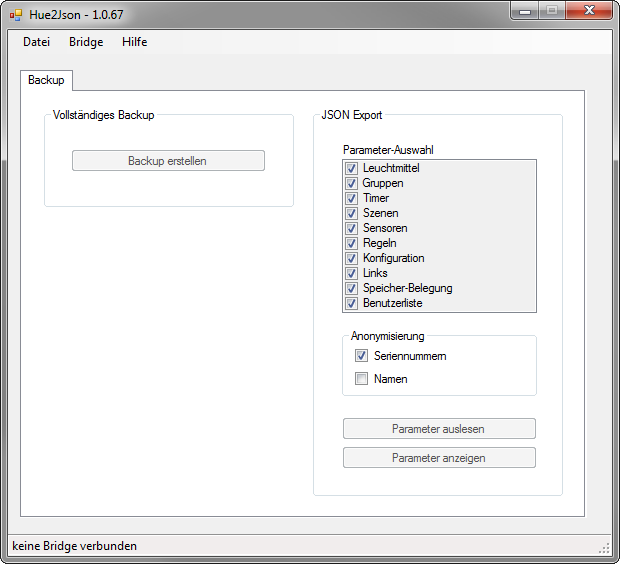 Hue2Json - 1.0.67
Datei Bridge Hilfe
Backup
Vollständiges Backup
Backup erstellen
JSON Export
Parameter-Auswahl
Leuchtmittel
Gruppen
Timer
Szenen
Sensoren
Regeln
Konfiguration
Links
Speicher-Belegung
Benutzerliste
Anonymisierung
Seriennummern
Namen
Parameter auslesen
Parameter anzeigen
keine Bridge verbunden